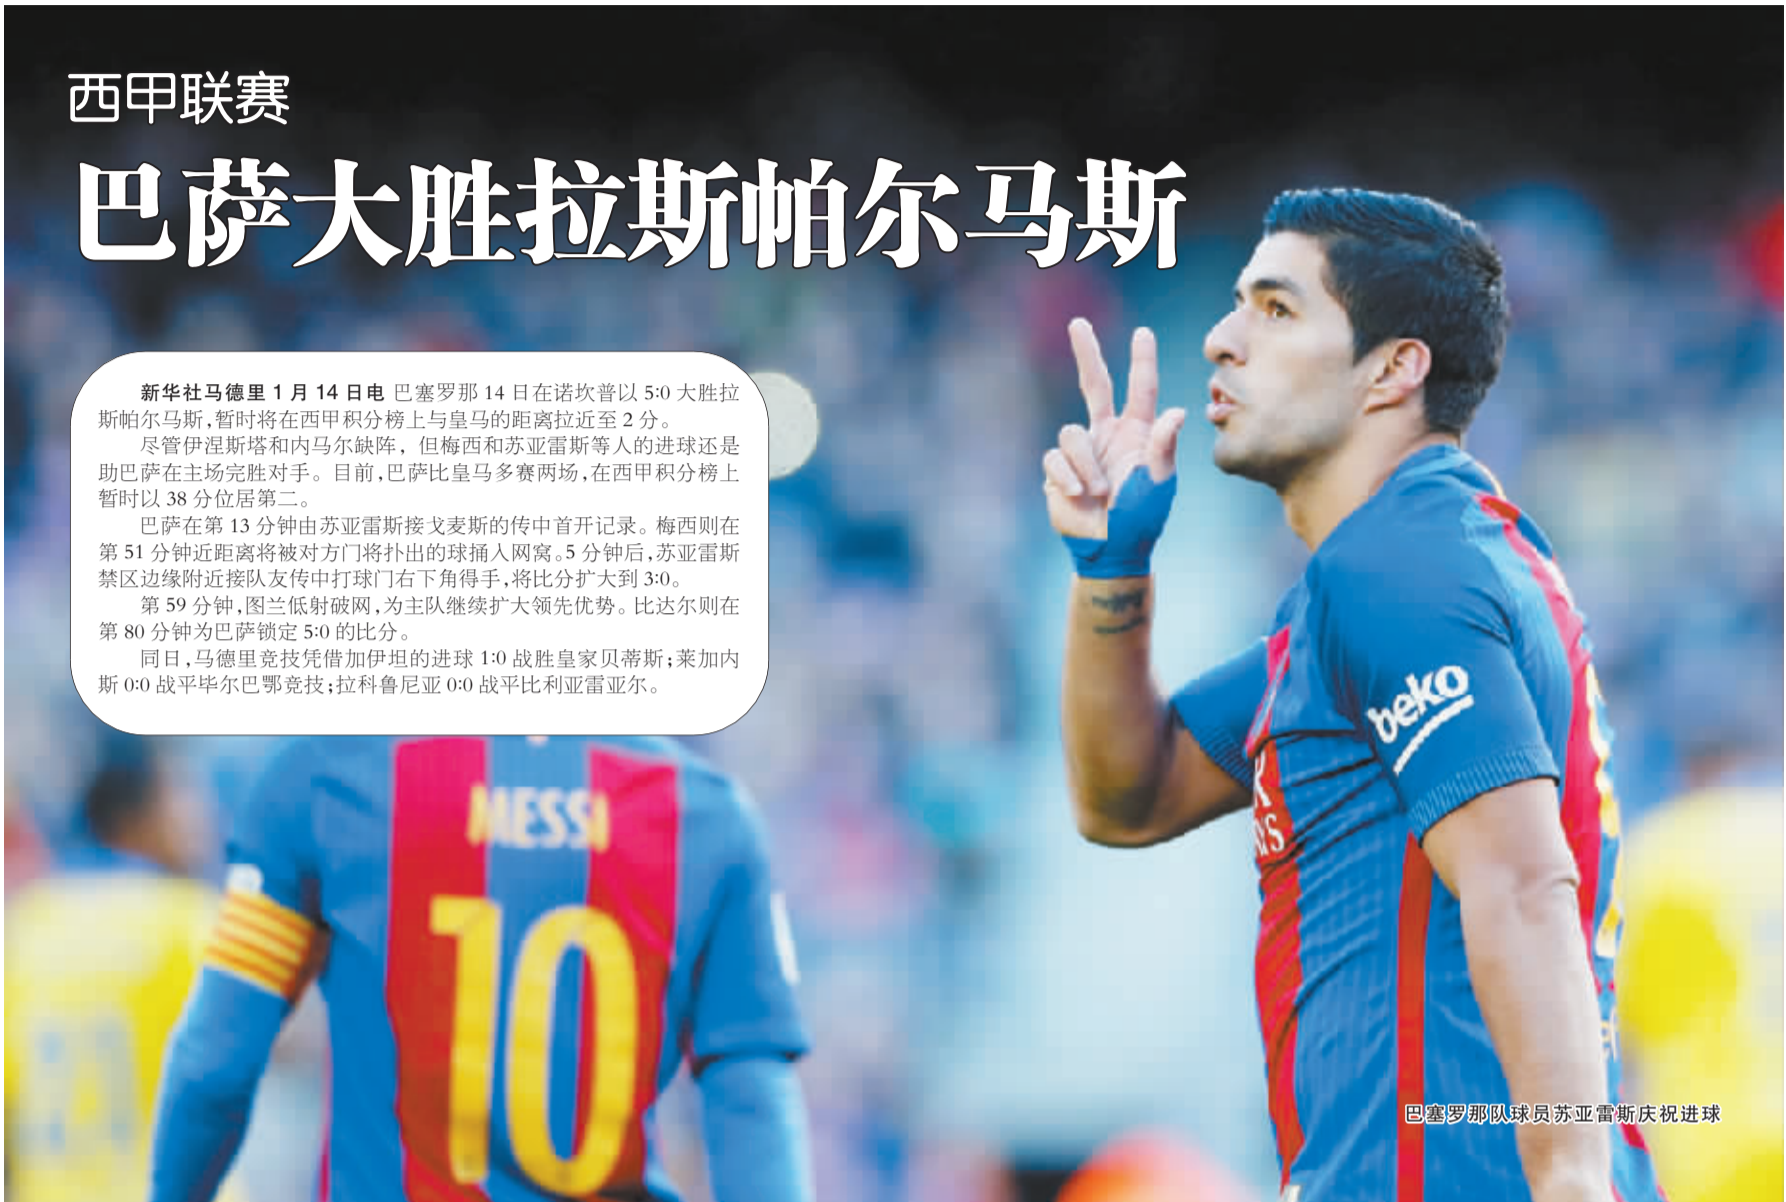 西甲联赛
巴萨大胜拉斯帕尔马斯
新华社马德里1月14日电 巴塞罗那14日在诺坎普以5:0大胜拉
斯帕尔马斯,暂时将在西甲积分榜上与皇马的距离拉近至2分。
尽管伊涅斯塔和内马尔缺阵，但梅西和苏亚雷斯等人的进球还是
助巴萨在主场完胜对手。目前,巴萨比皇马多赛两场,在西甲积分榜上
暂时以38分位居第二。
巴萨在第13分钟由苏亚雷斯接戈麦斯的传中首开记录。梅西则在
第51分钟近距离将被对方门将扑出的球捅入网窝。5分钟后,苏亚雷斯
禁区边缘附近接队友传中打球门右下角得手,将比分扩大到3:0。
第59分钟,图兰低射破网,为主队继续扩大领先优势。比达尔则在
第80分钟为巴萨锁定5:0的比分。
同日,马德里竞技凭借加伊坦的进球1:0战胜皇家贝蒂斯;莱加内
斯0:0战平毕尔巴鄂竞技;拉科鲁尼亚0:0战平比利亚雷亚尔。
beko
MESSI
10
巴塞罗那队球员苏亚雷斯庆祝进球